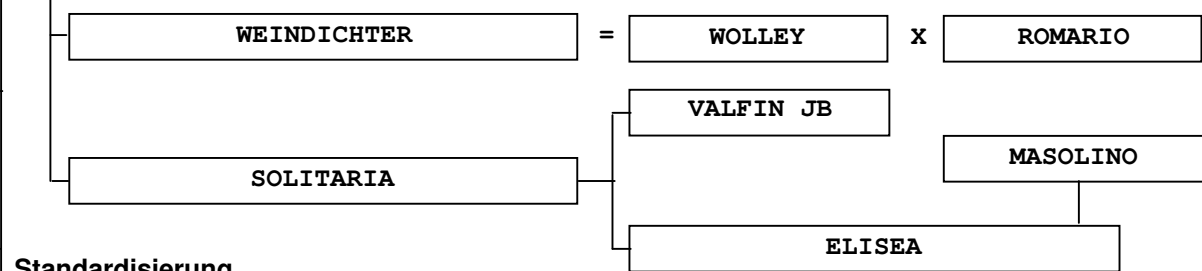 WEINDICHTER = WOLLEY X ROMARIO
VALFIN JB
MASOLINO
SOLITARIA
ELISEA
Standardisierung